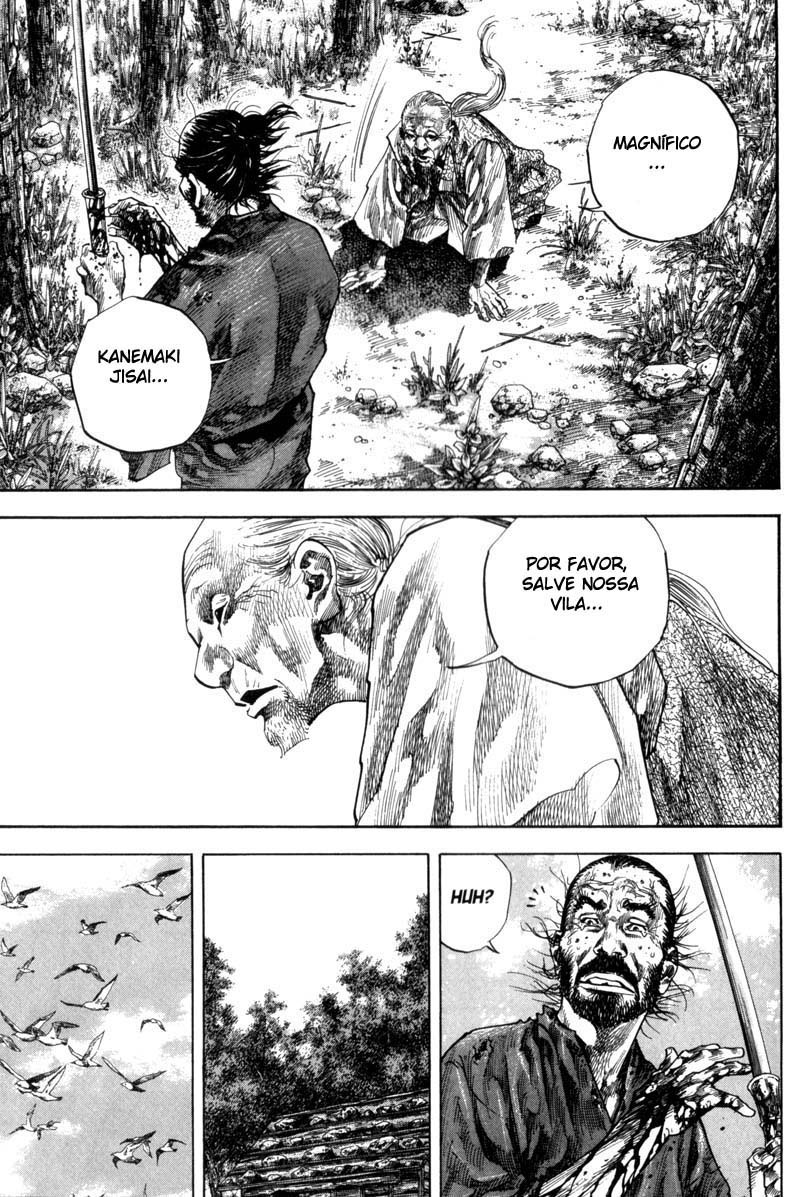 MAGNÍFICO
...
KANEMAKI
JISAI...
POR FAVOR,
SALVE NOSSA
VILA...
HUH?